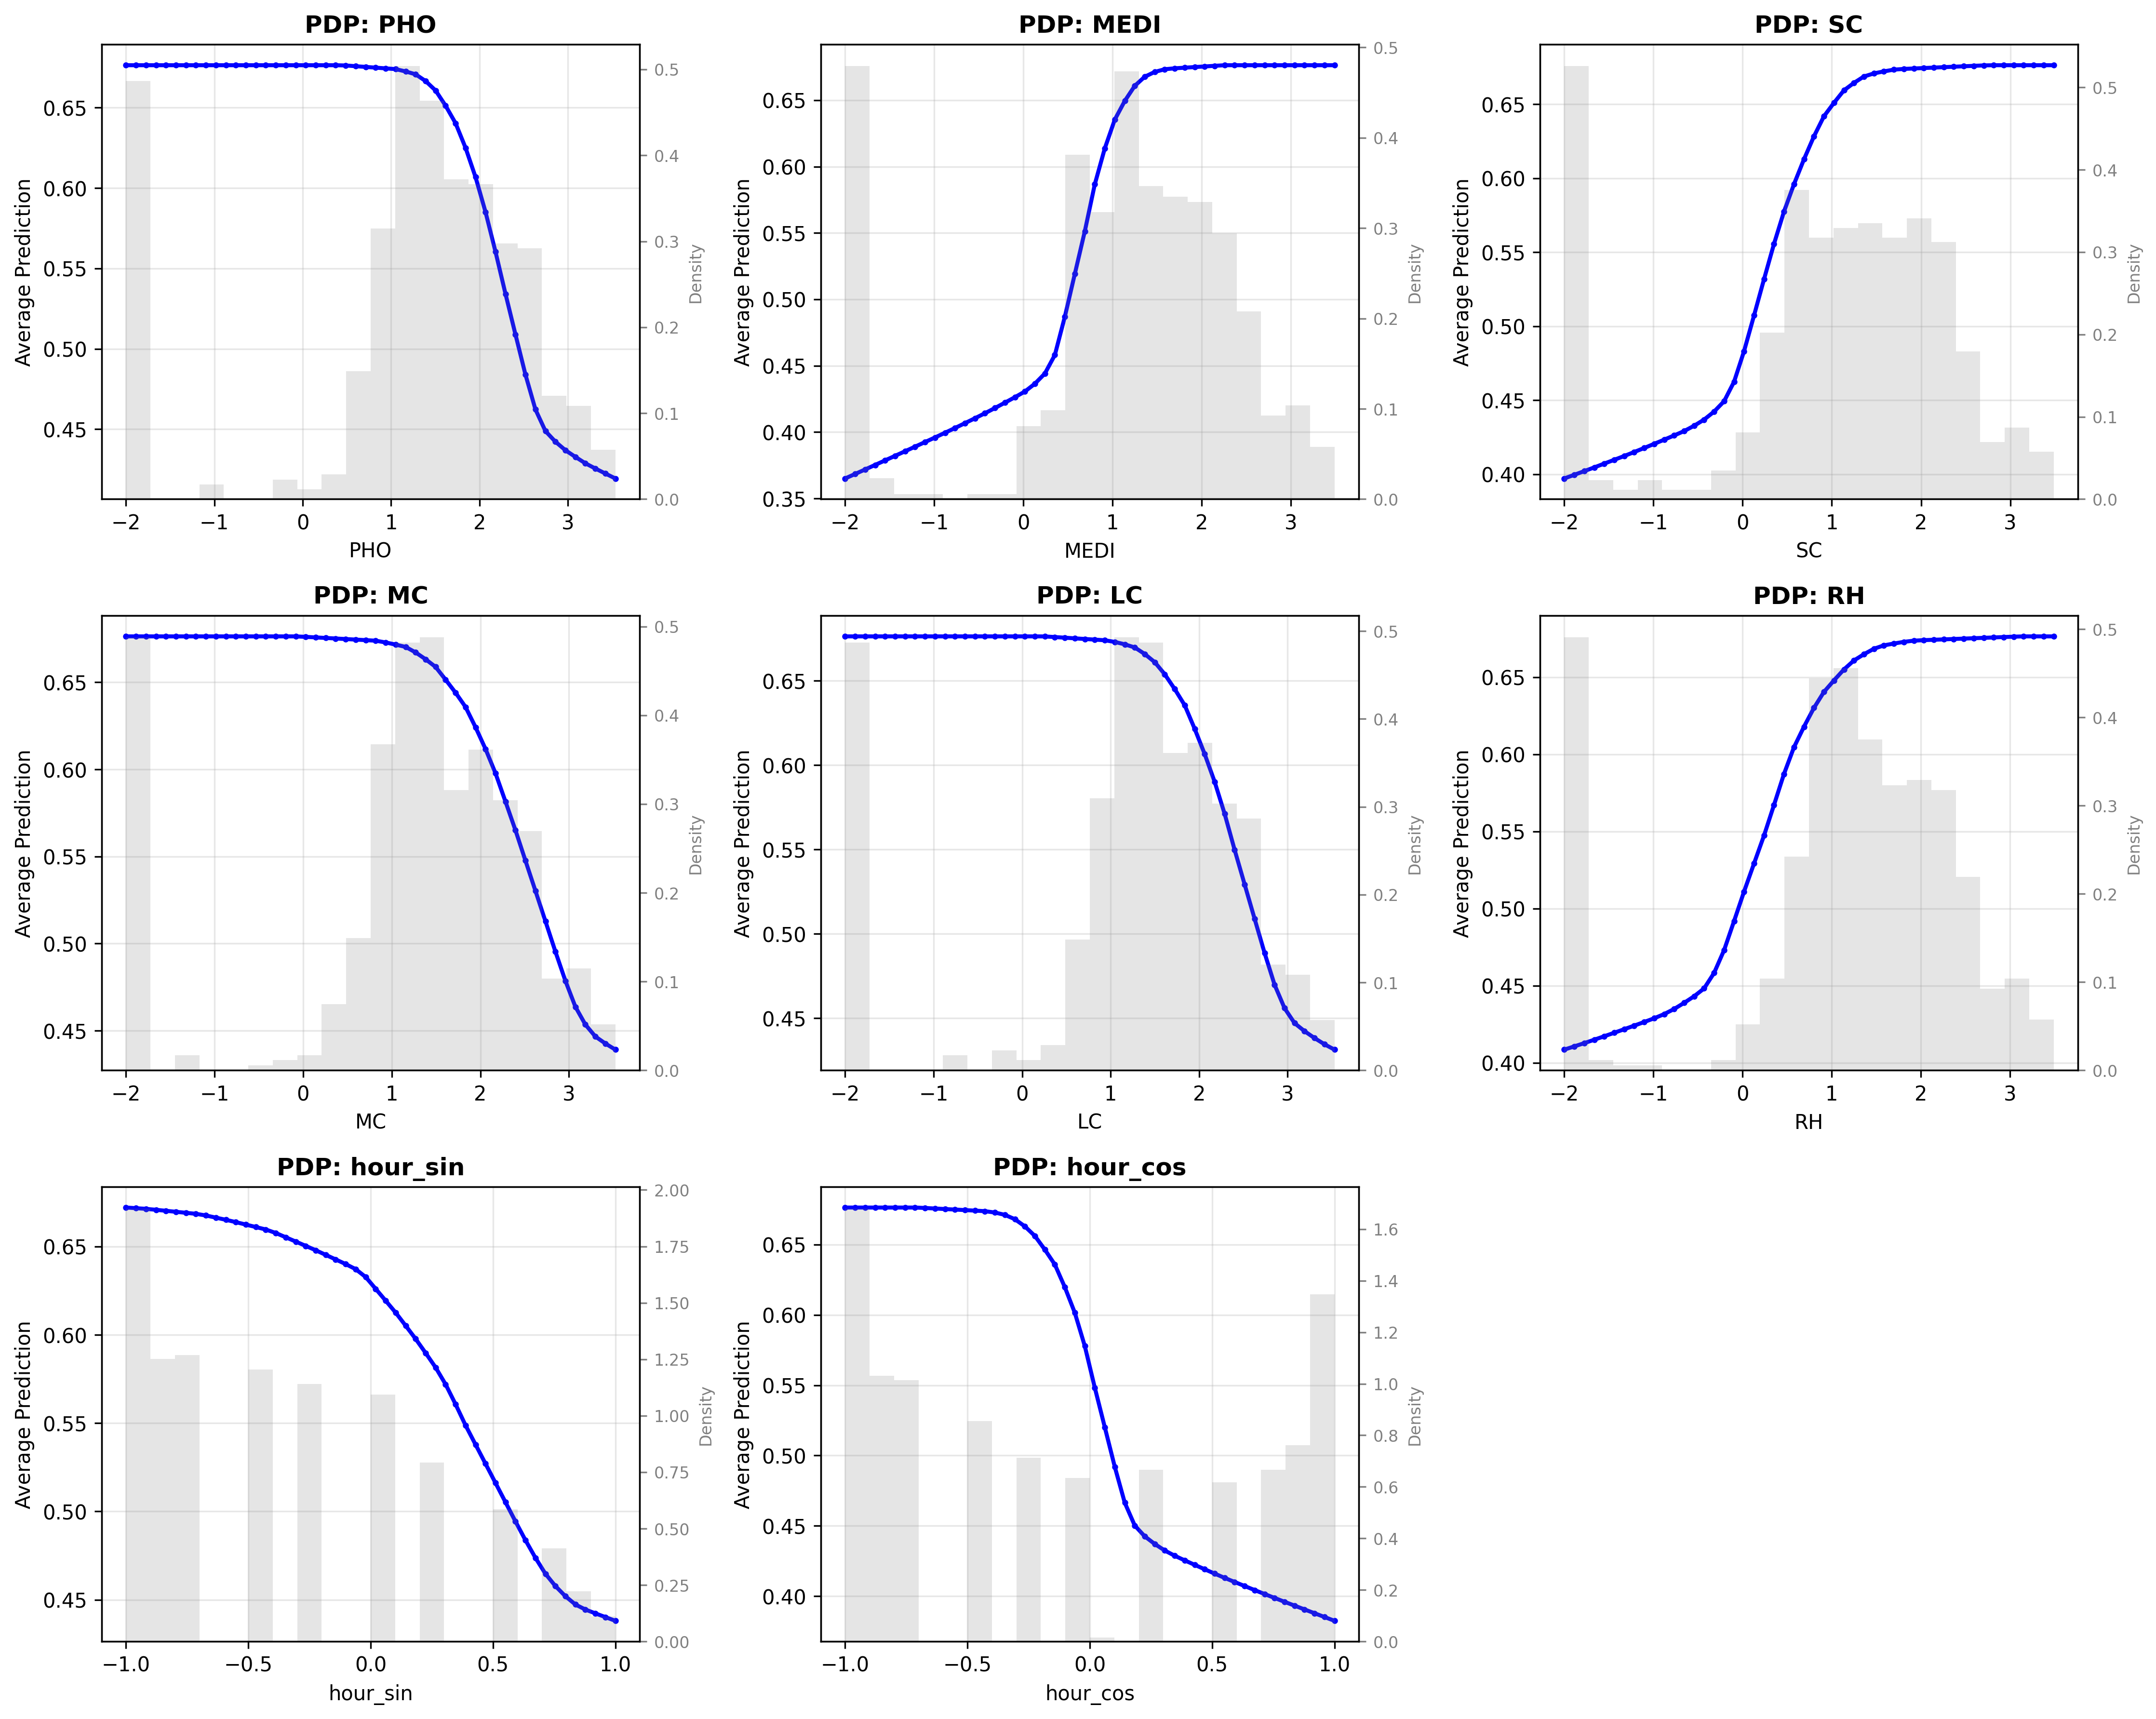 PDP: PHO
Average Prediction
0.65
0.60
0.55
0.50
0.45
0.5
0.4
0.3
0.2
0.1
0.0
Density
−2 −1 0 1 2 3
PHO
PDP: MEDI
Average Prediction
0.65
0.60
0.55
0.50
0.45
0.40
0.35
0.5
0.4
0.3
0.2
0.1
0.0
Density
−2 −1 0 1 2 3
MEDI
PDP: SC
Average Prediction
0.65
0.60
0.55
0.50
0.45
0.40
0.5
0.4
0.3
0.2
0.1
0.0
Density
−2 −1 0 1 2 3
SC
PDP: MC
Average Prediction
0.65
0.60
0.55
0.50
0.45
0.5
0.4
0.3
0.2
0.1
0.0
Density
−2 −1 0 1 2 3
MC
PDP: LC
Average Prediction
0.65
0.60
0.55
0.50
0.45
0.5
0.4
0.3
0.2
0.1
0.0
Density
−2 −1 0 1 2 3
LC
PDP: RH
Average Prediction
0.65
0.60
0.55
0.50
0.45
0.40
0.5
0.4
0.3
0.2
0.1
0.0
Density
−2 −1 0 1 2 3
RH
PDP: hour_sin
Average Prediction
0.65
0.60
0.55
0.50
0.45
2.00
1.75
1.50
1.25
1.00
0.75
0.50
0.25
0.00
Density
−1.0 −0.5 0.0 0.5 1.0
hour_sin
PDP: hour_cos
Average Prediction
0.65
0.60
0.55
0.50
0.45
0.40
1.6
1.4
1.2
1.0
0.8
0.6
0.4
0.2
0.0
Density
−1.0 −0.5 0.0 0.5 1.0
hour_cos